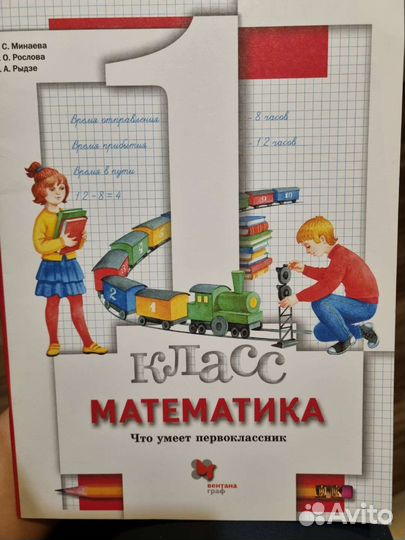 С. Минаева
О. Рослова
А. Рыдзе
1
Время отправления - 8 часов
Время прибытия - 12 часов
Время в пути
12-8=4
класс
МАТЕМАТИКА
Что умеет первоклассник
вентана
граф
Avito